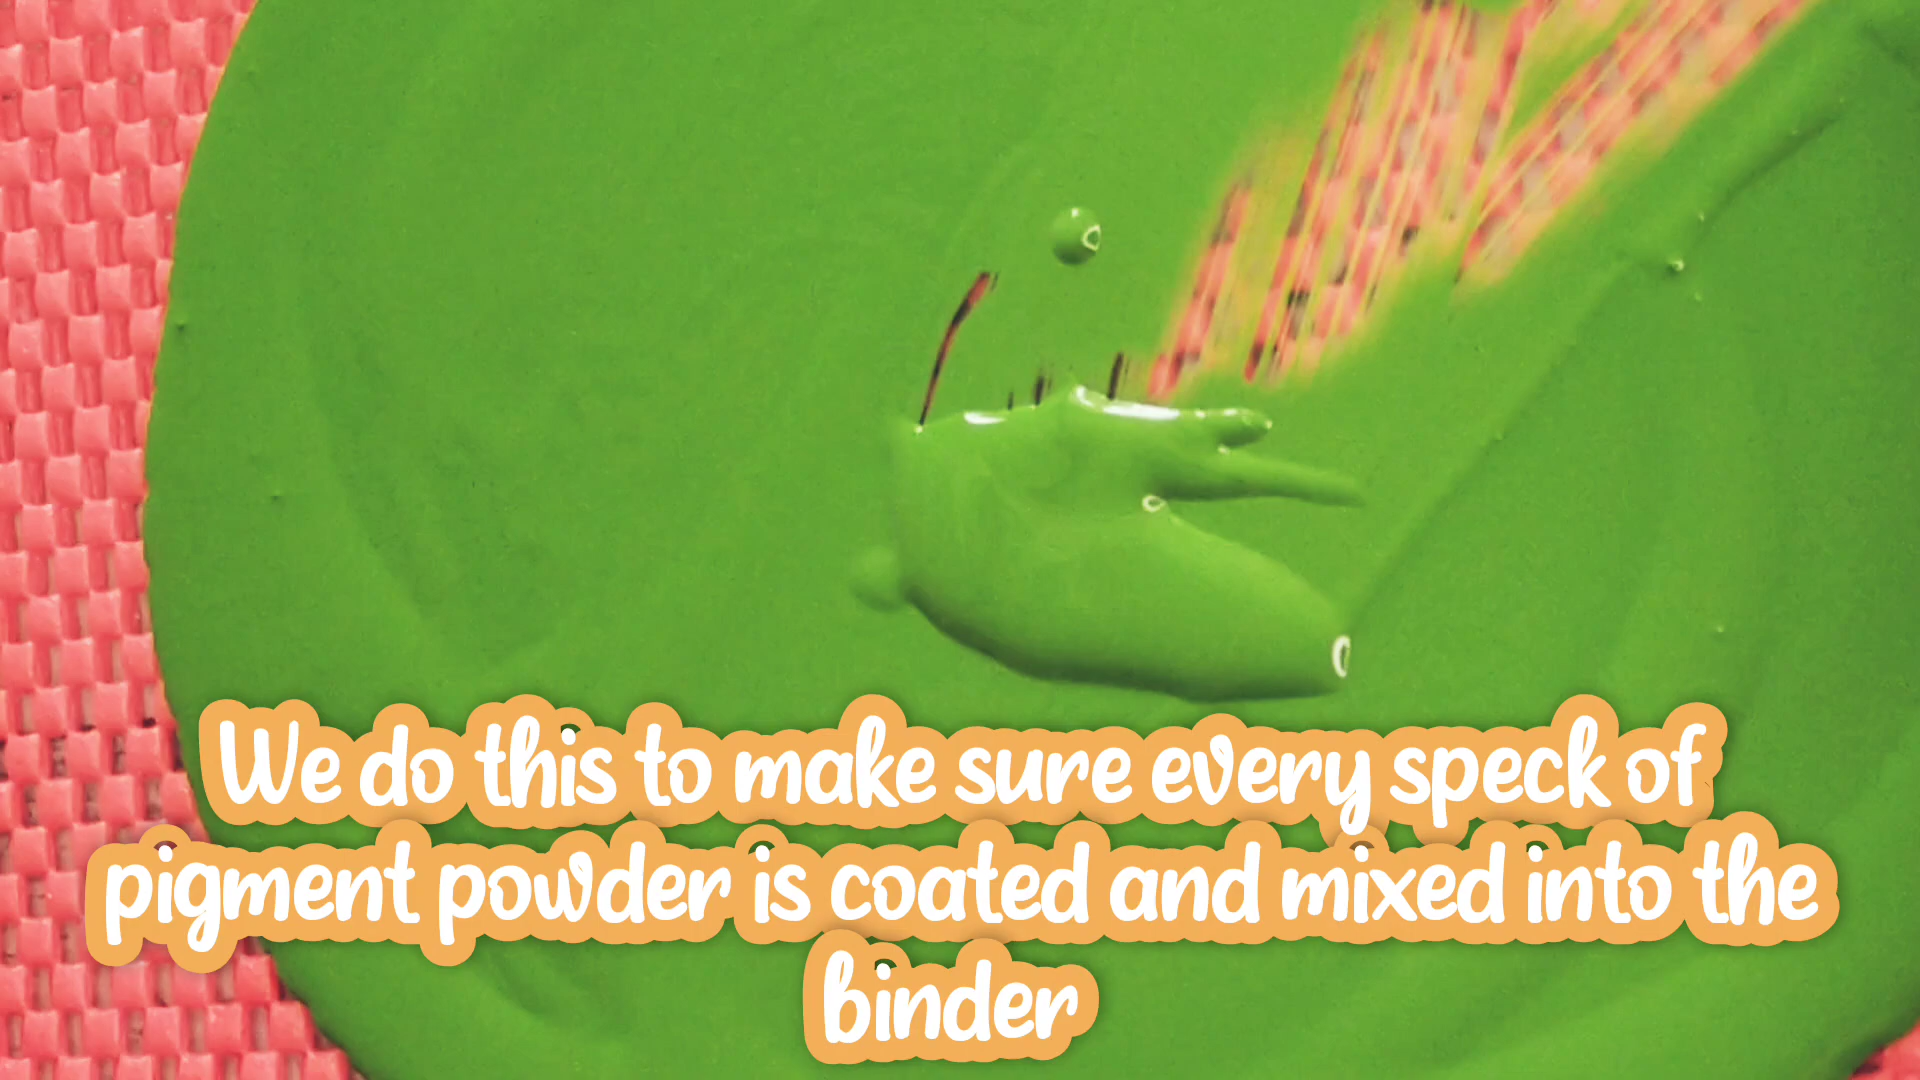 We do this to make sure every speck of
pigment powder is coated and mixed into the
binder